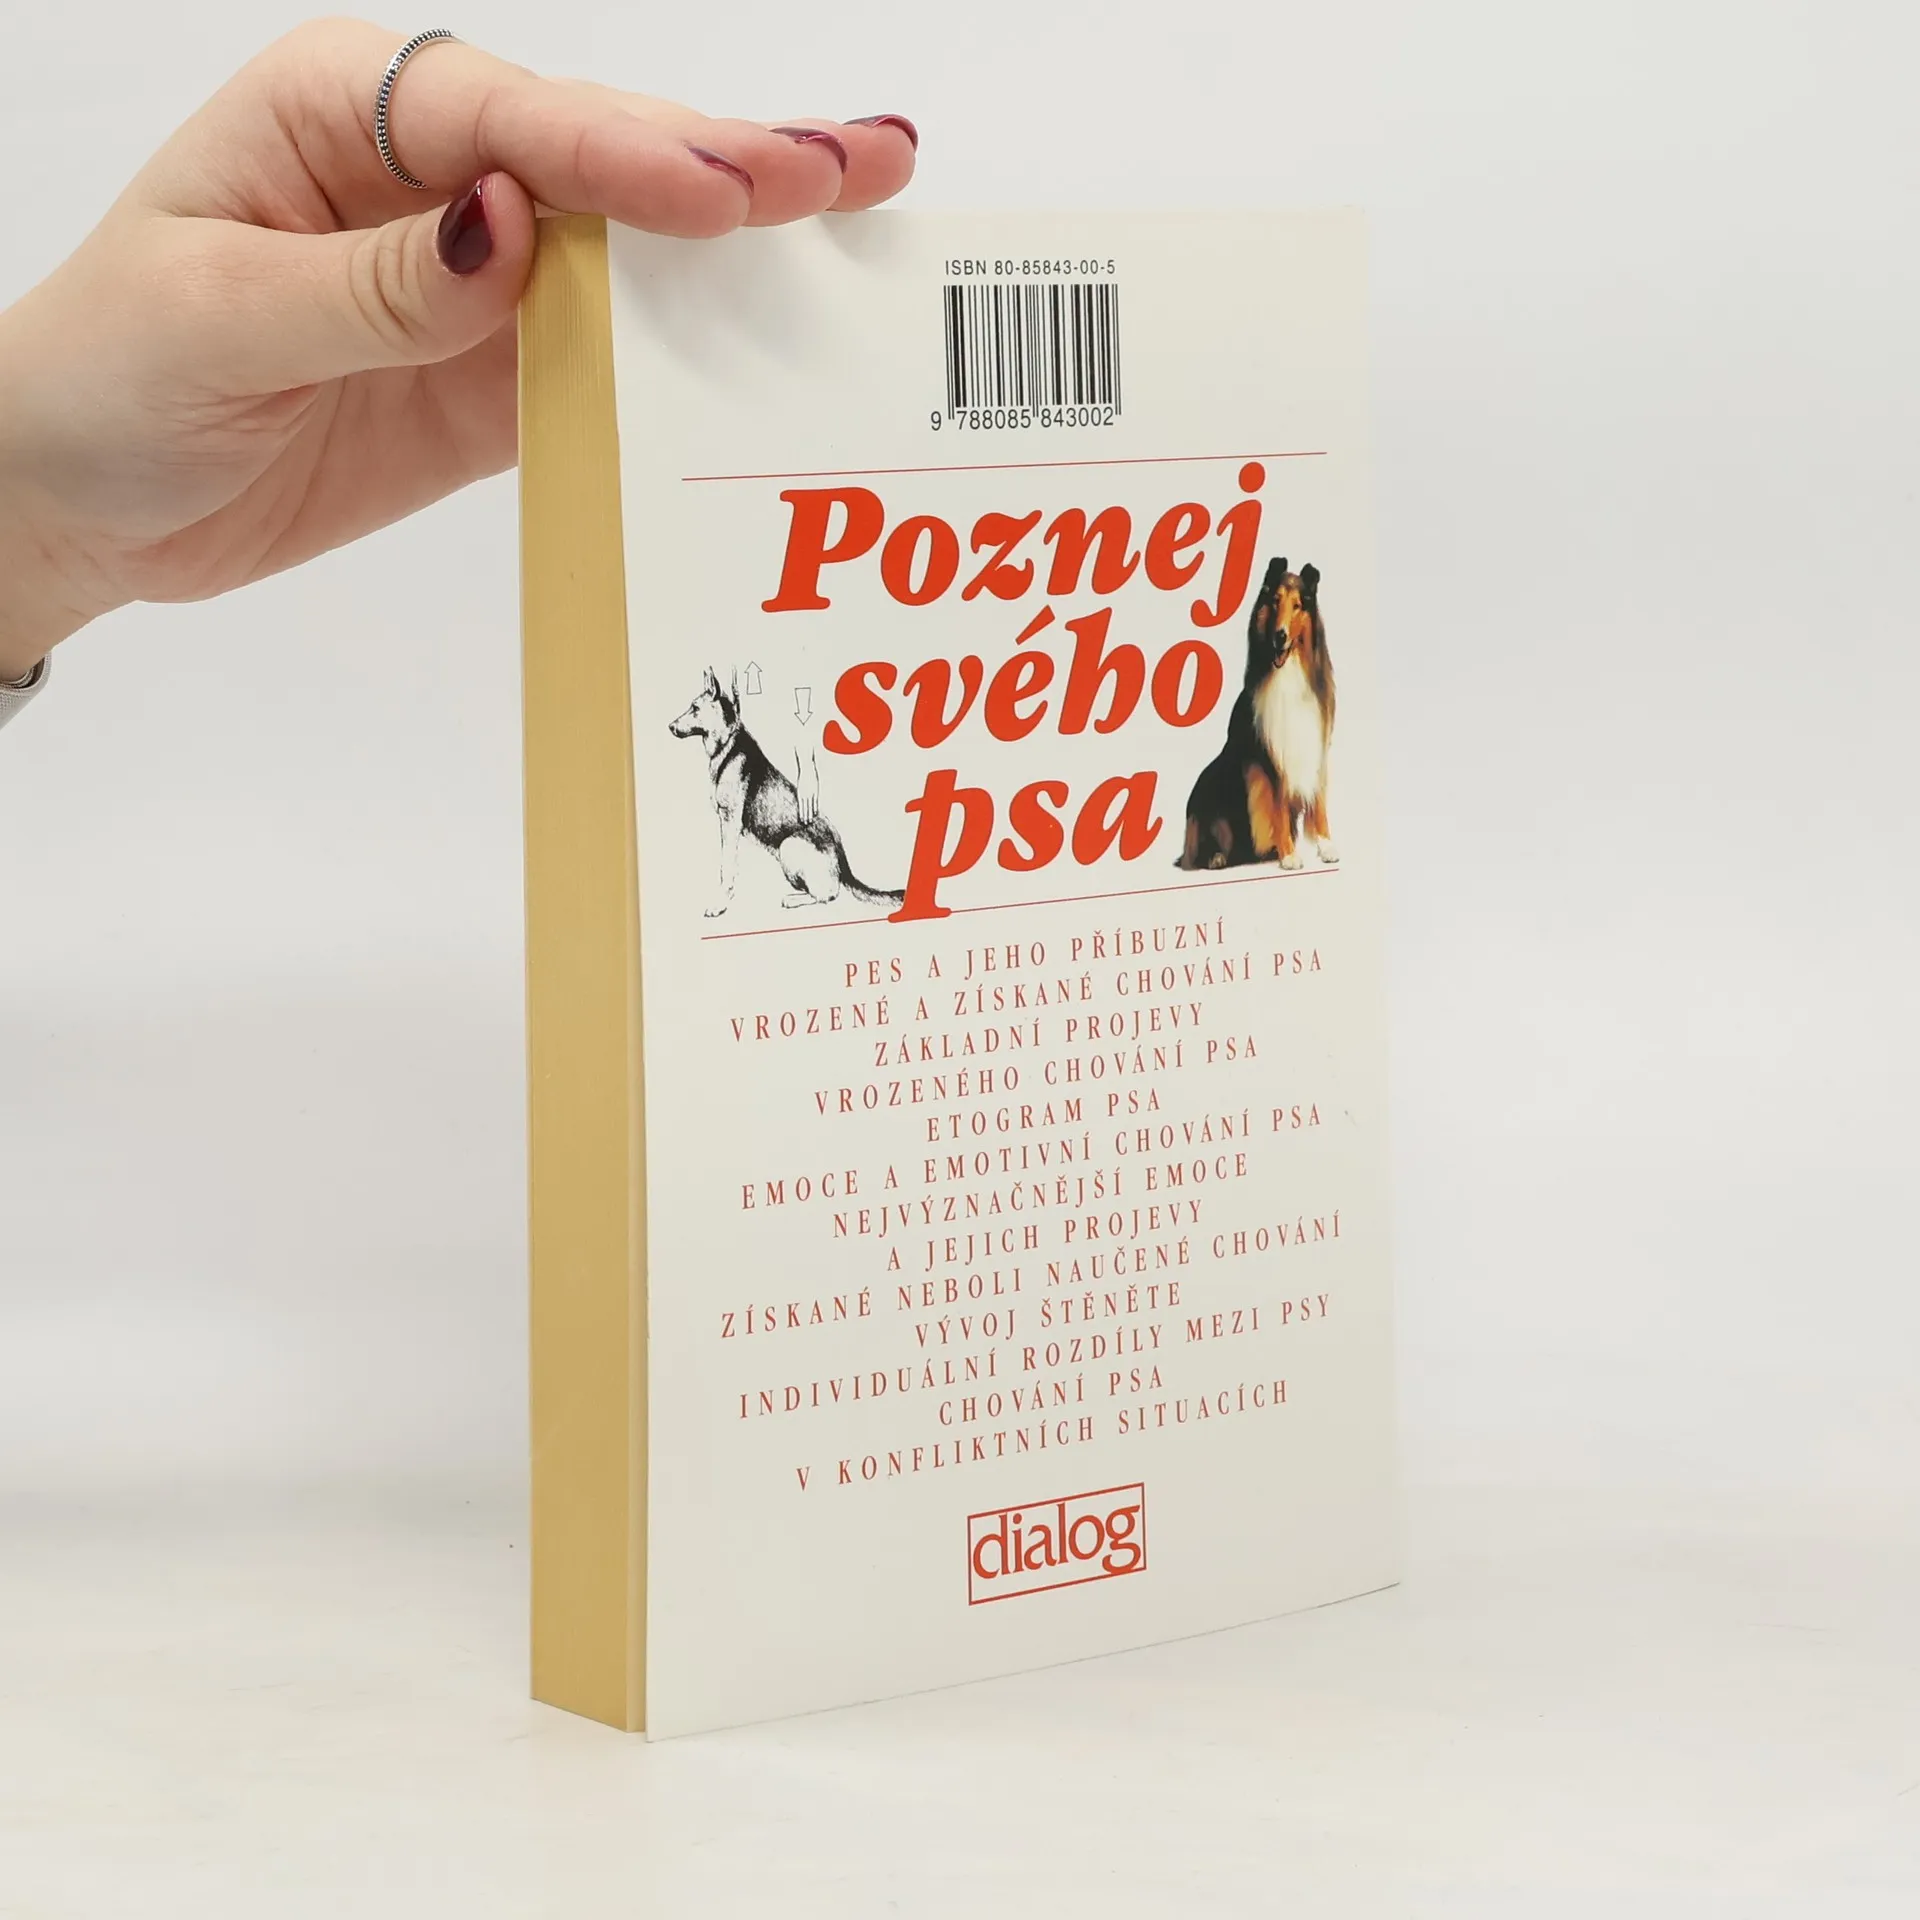 ISBN 80-85843-00-5
9 788085 843002
Poznej
svého
psa
PES A JEHO PŘÍBUZNÍ
VROZENÉ A ZÍSKANÉ CHOVÁNÍ PSA
ZÁKLADNÍ PROJEVY
VROZENÉHO CHOVÁNÍ PSA
ETOGRAM PSA
EMOCE A EMOTIVNÍ CHOVÁNÍ PSA
NEJVÝZNAČNĚJŠÍ EMOCE
A JEJICH PROJEVY
ZÍSKANÉ NEBOLI NAUČENÉ CHOVÁNÍ
VÝVOJ ŠTĚNĚTE
INDIVIDUÁLNÍ ROZDÍLY MEZI PSY
CHOVÁNÍ PSA
V KONFLIKTNÍCH SITUACÍCH
dialog